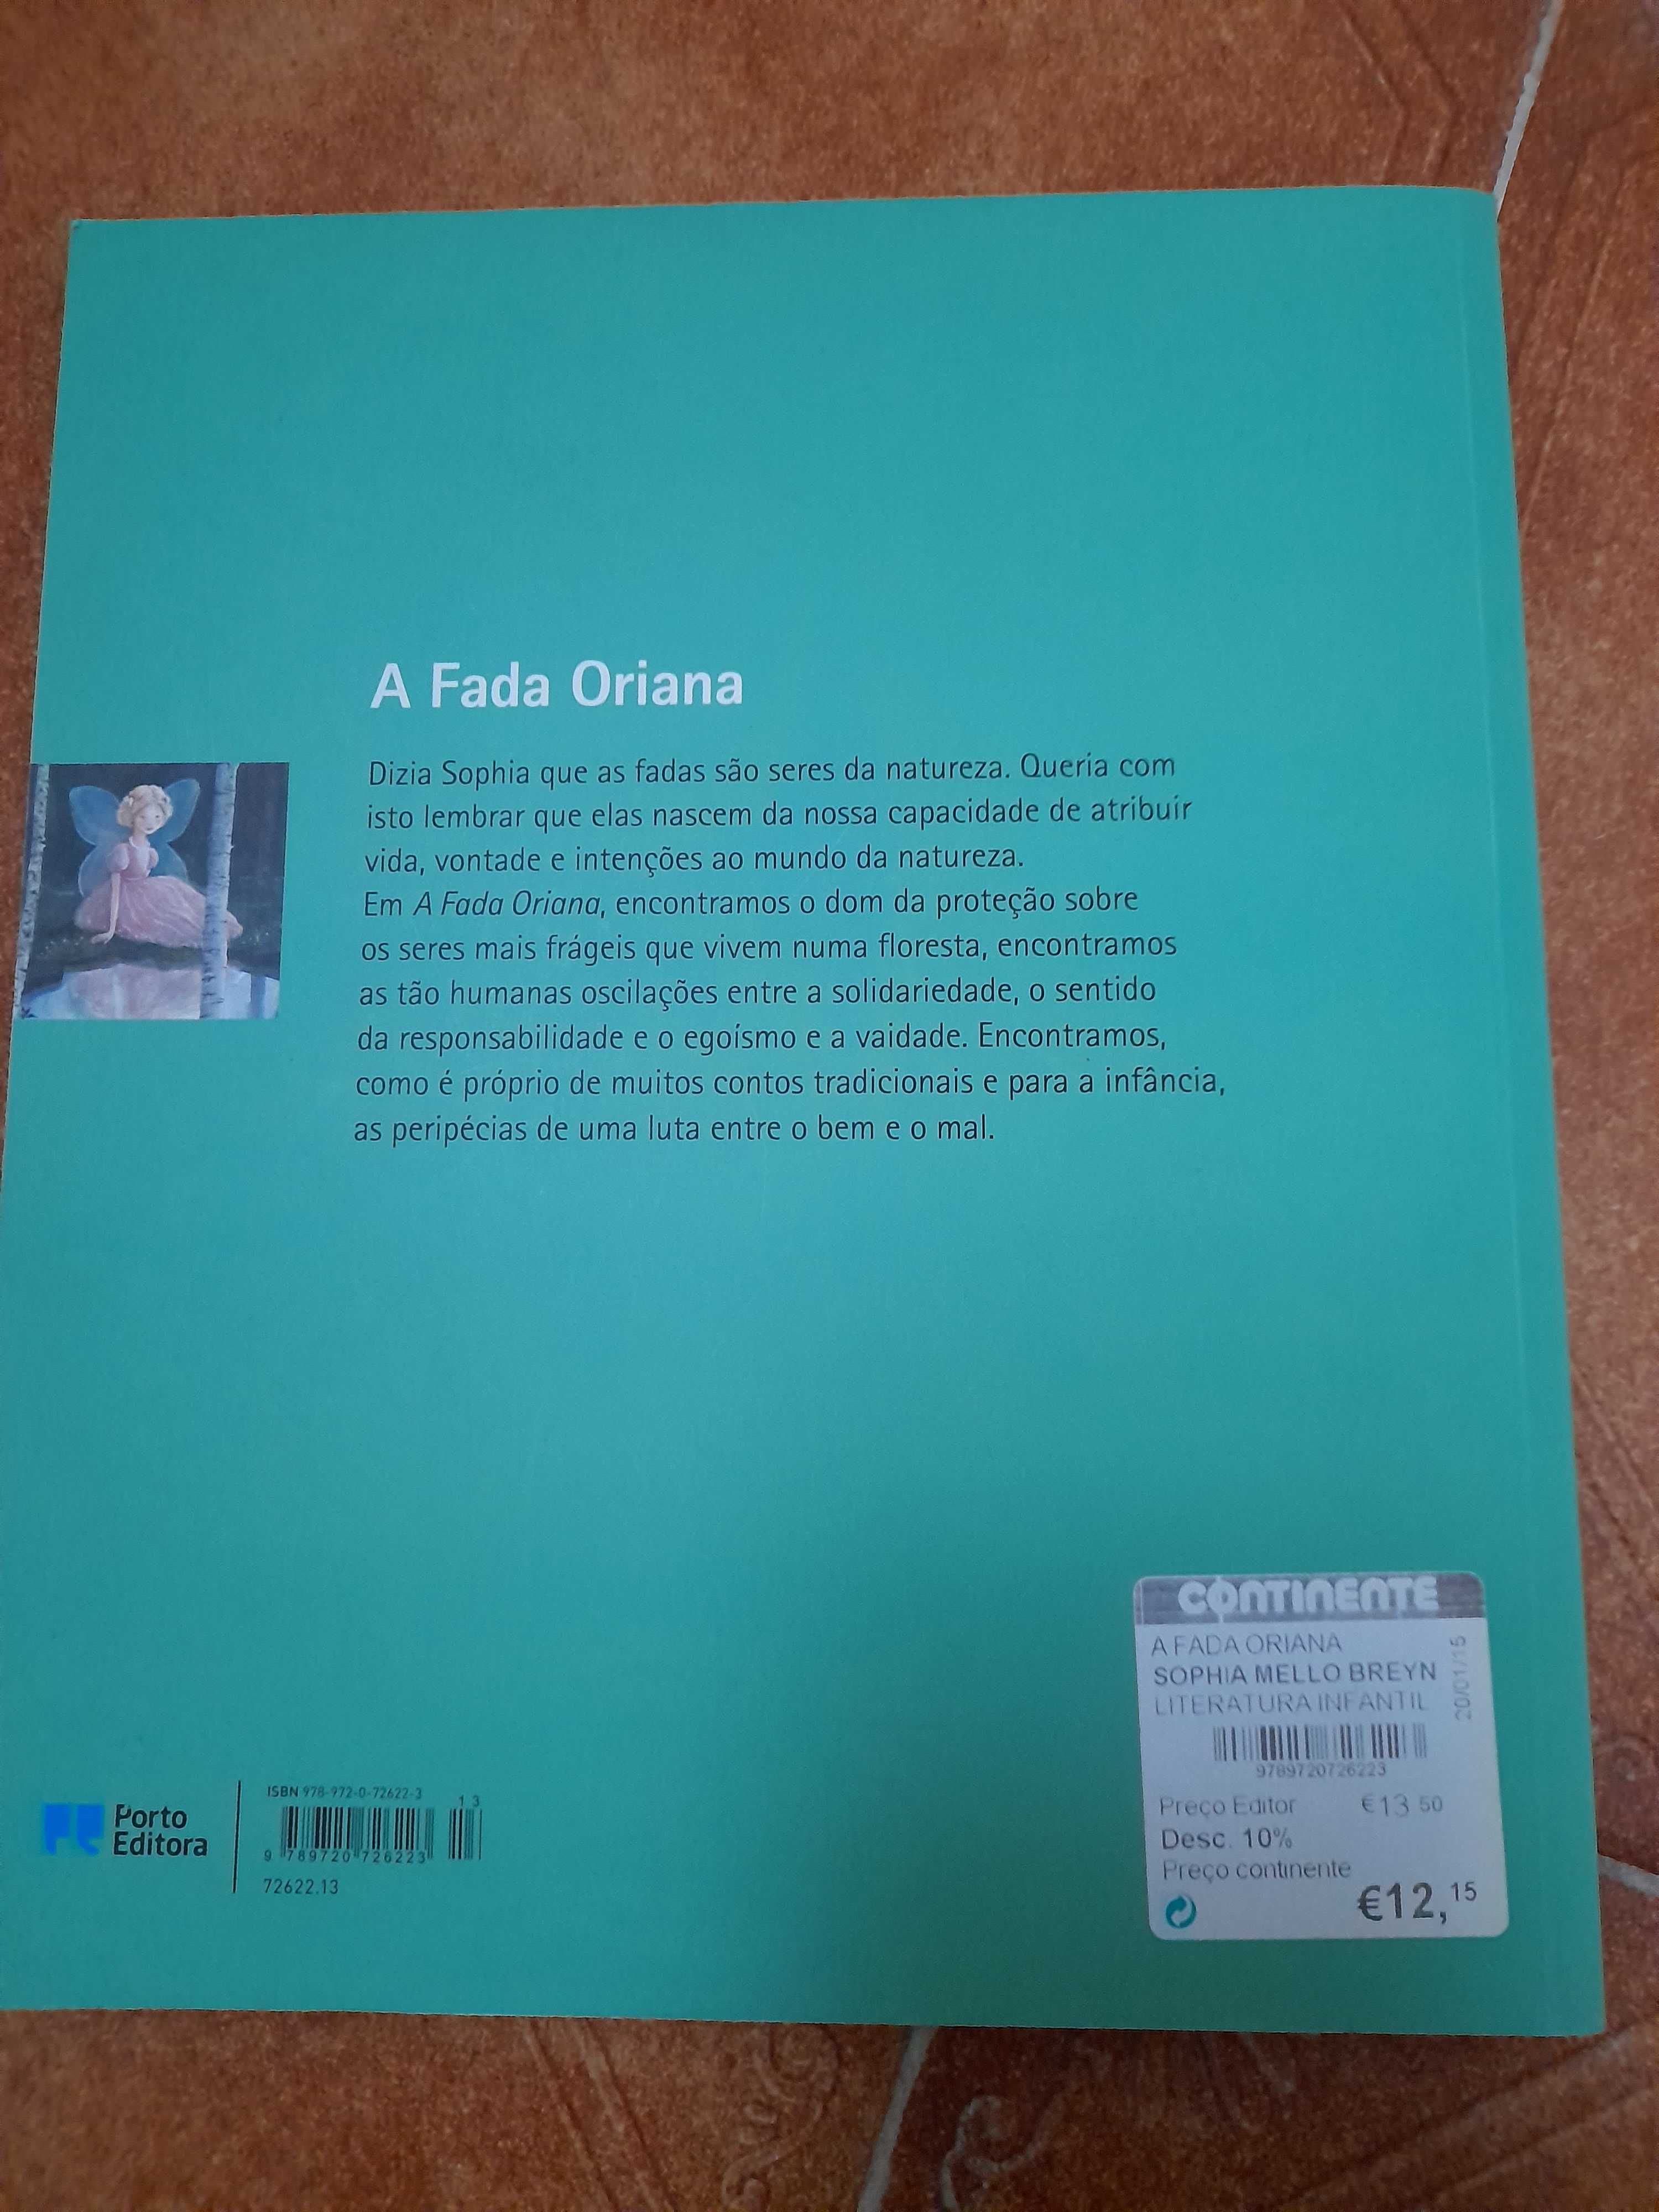 A Fada Oriana
Dizia Sophia que as fadas são seres da natureza. Queria com
isto lembrar que elas nascem da nossa capacidade de atribuir
vida, vontade e intenções ao mundo da natureza.
Em A Fada Oriana, encontramos o dom da proteção sobre
os seres mais frágeis que vivem numa floresta, encontramos
as tão humanas oscilações entre a solidariedade, o sentido
da responsabilidade e o egoísmo e a vaidade. Encontramos,
como é próprio de muitos contos tradicionais e para a infância,
as peripécias de uma luta entre o bem e o mal.
Porto
Editora
ISBN 978-972-0-72622-3
13
9 789720 726223
72622.13
CONTINENTE
A FADA ORIANA
SOPHIA MELLO BREYN
LITERATURA INFANTIL
20/01/15
9789720726223
Preço Editor €13 50
Desc. 10%
Preço continente
€12,15